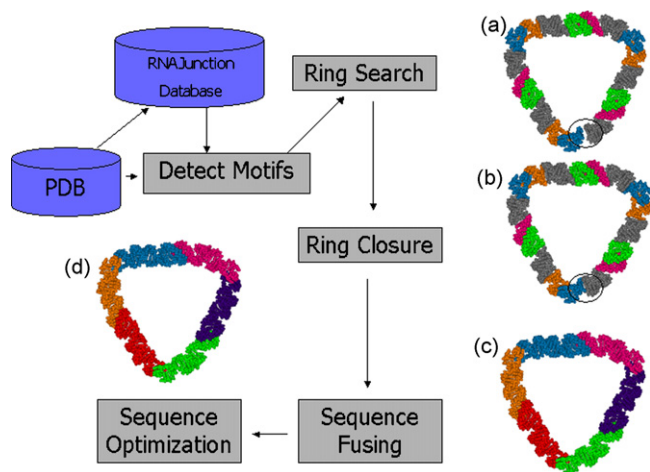 RNAJunction
Database
PDB
Detect Motifs
Ring Search
Ring Closure
Sequence
Fusing
Sequence
Optimization
(d)
(a)
(b)
(c)